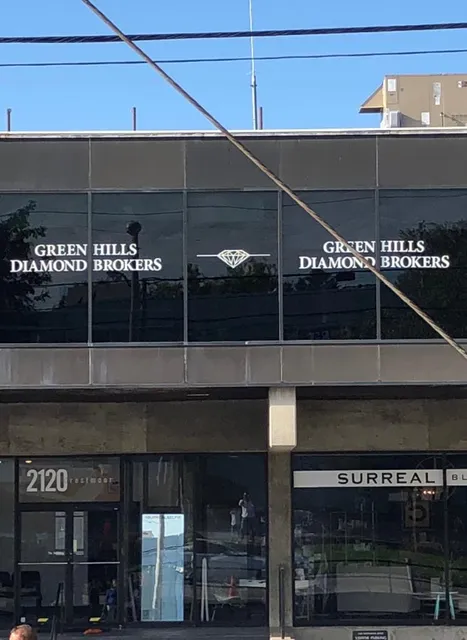 GREEN HILLS
DIAMOND BROKERS
GREEN HILLS
DIAMOND BROKERS
2120
SURREAL